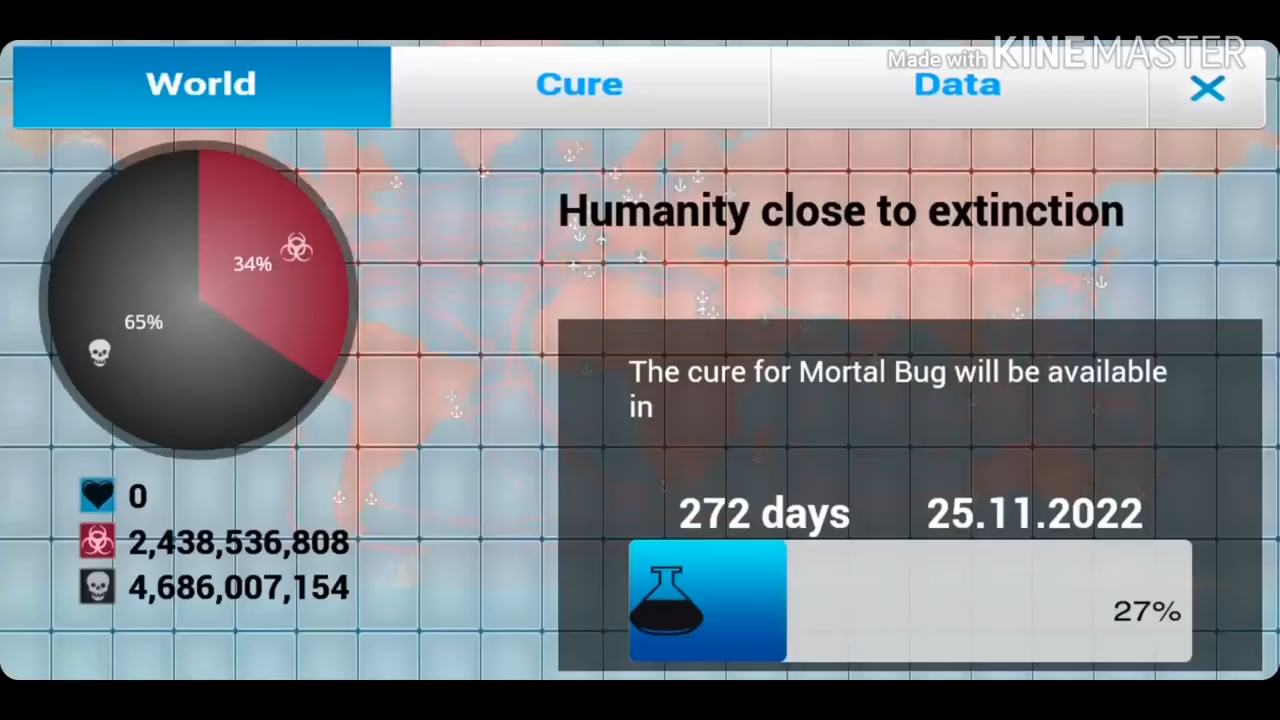 Made with KINEMASTER
World
Cure
Data
34%
65%
Humanity close to extinction
The cure for Mortal Bug will be available
in
272 days
25.11.2022
27%
0
2,438,536,808
4,686,007,154